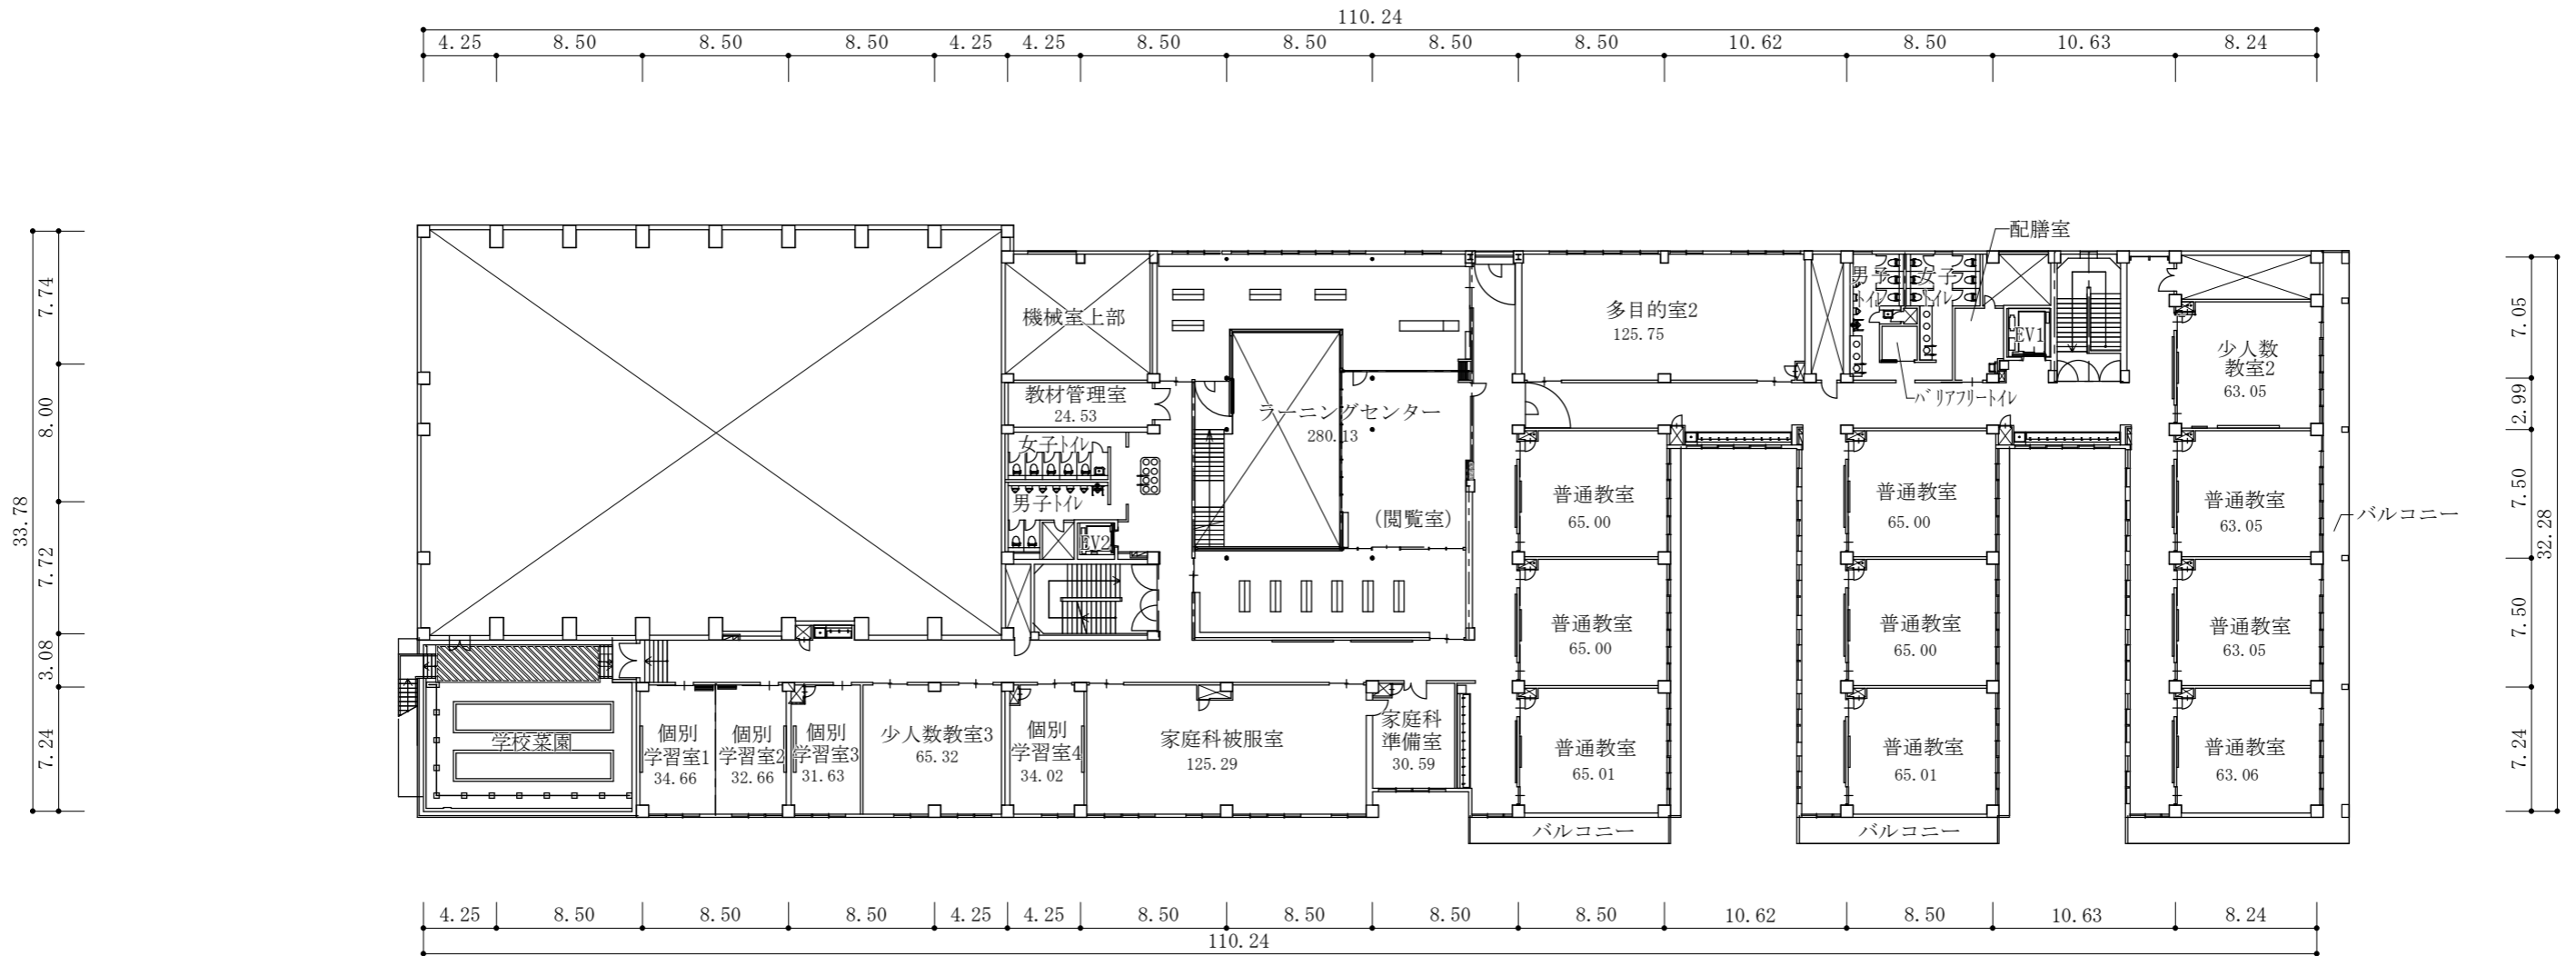 110.24
4.25 8.50 8.50 8.50 4.25 4.25 8.50 8.50 8.50 8.50 10.62 8.50 10.63 8.24
33.78
7.74
8.00
7.72
3.08
7.24
機械室上部
教材管理室
24.53
女子トイレ
男子トイレ
EV2
ラーニングセンター
280.13
(閲覧室)
多目的室2
125.75
男子
トイレ
女子
トイレ
配膳室
EV1
バリアフリートイレ
少人数
教室2
63.05
普通教室
65.00
普通教室
65.00
普通教室
63.05
バルコニー
普通教室
65.00
普通教室
65.00
普通教室
63.05
学校菜園
個別
学習室1
34.66
個別
学習室2
32.66
個別
学習室3
31.63
少人数教室3
65.32
個別
学習室4
34.02
家庭科被服室
125.29
家庭科
準備室
30.59
普通教室
65.01
普通教室
65.01
普通教室
63.06
バルコニー
バルコニー
7.05
2.99
7.50
7.50
7.24
32.28
4.25 8.50 8.50 8.50 4.25 4.25 8.50 8.50 8.50 8.50 10.62 8.50 10.63 8.24
110.24